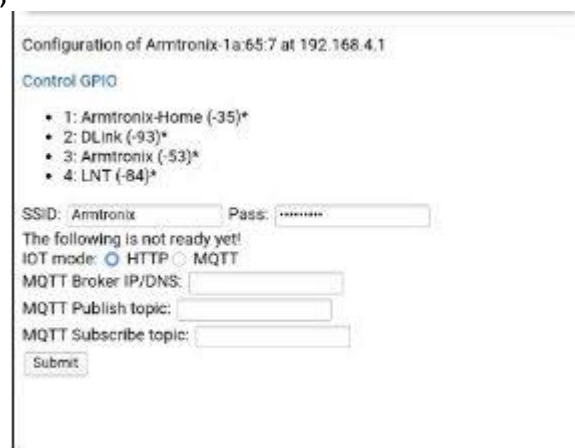 Configuration of Armtronix-1a:65:7 at 192.168.4.1
Control GPIO
1: Armtronix-Home (-35)*
2: DLink (-93)*
3: Armtronix (-53)*
4: LNT (-84)*
SSID: Armtronix Pass: •••••••••
The following is not ready yet!
IOT mode: HTTP MQTT
MQTT Broker IP/DNS:
MQTT Publish topic:
MQTT Subscribe topic:
Submit